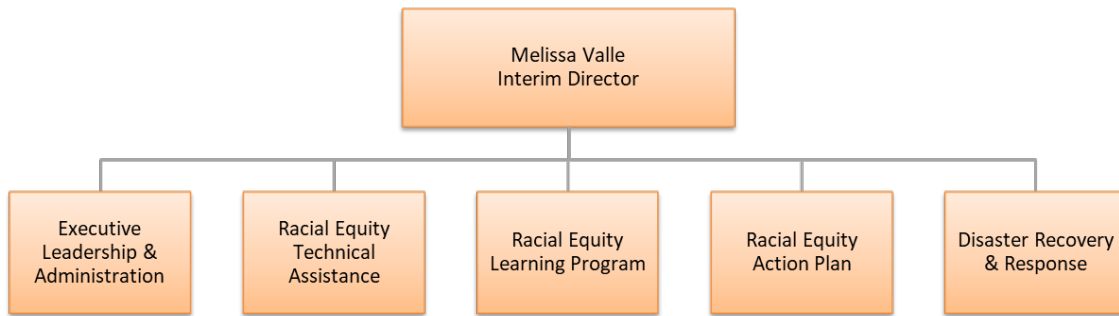 Melissa Valle
Interim Director
Executive
Leadership &
Administration
Racial Equity
Technical
Assistance
Racial Equity
Learning Program
Racial Equity
Action Plan
Disaster Recovery
& Response